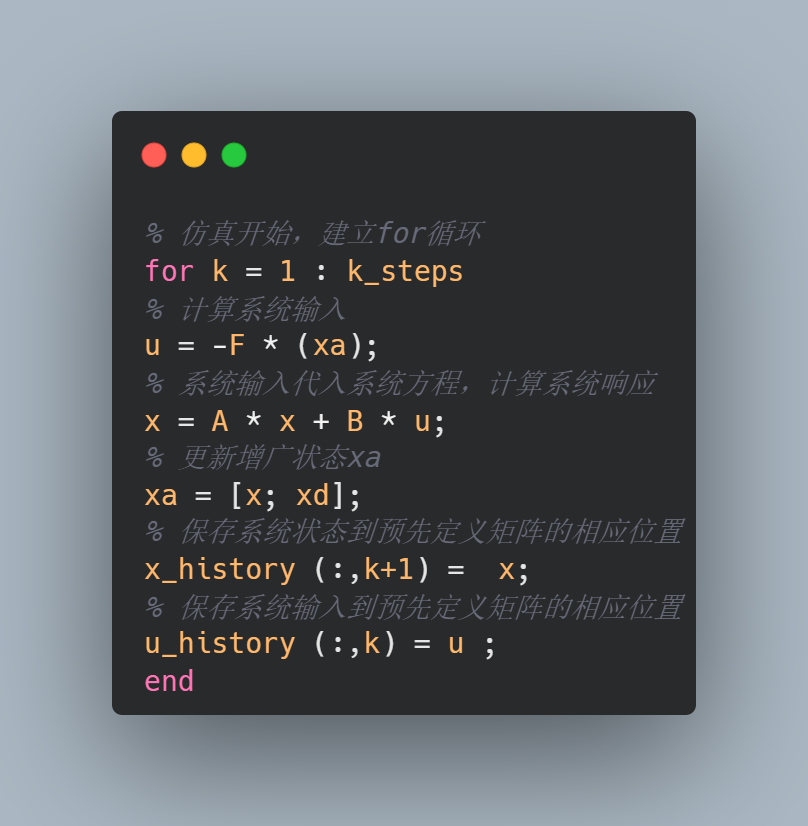 % 仿真开始，建立for循环
for k = 1 : k_steps
% 计算系统输入
u = -F * (xa);
% 系统输入代入系统方程，计算系统响应
x = A * x + B * u;
% 更新增广状态xa
xa = [x; xd];
% 保存系统状态到预先定义矩阵的相应位置
x_history (:,k+1) =  x;
% 保存系统输入到预先定义矩阵的相应位置
u_history (:,k) = u ;
end